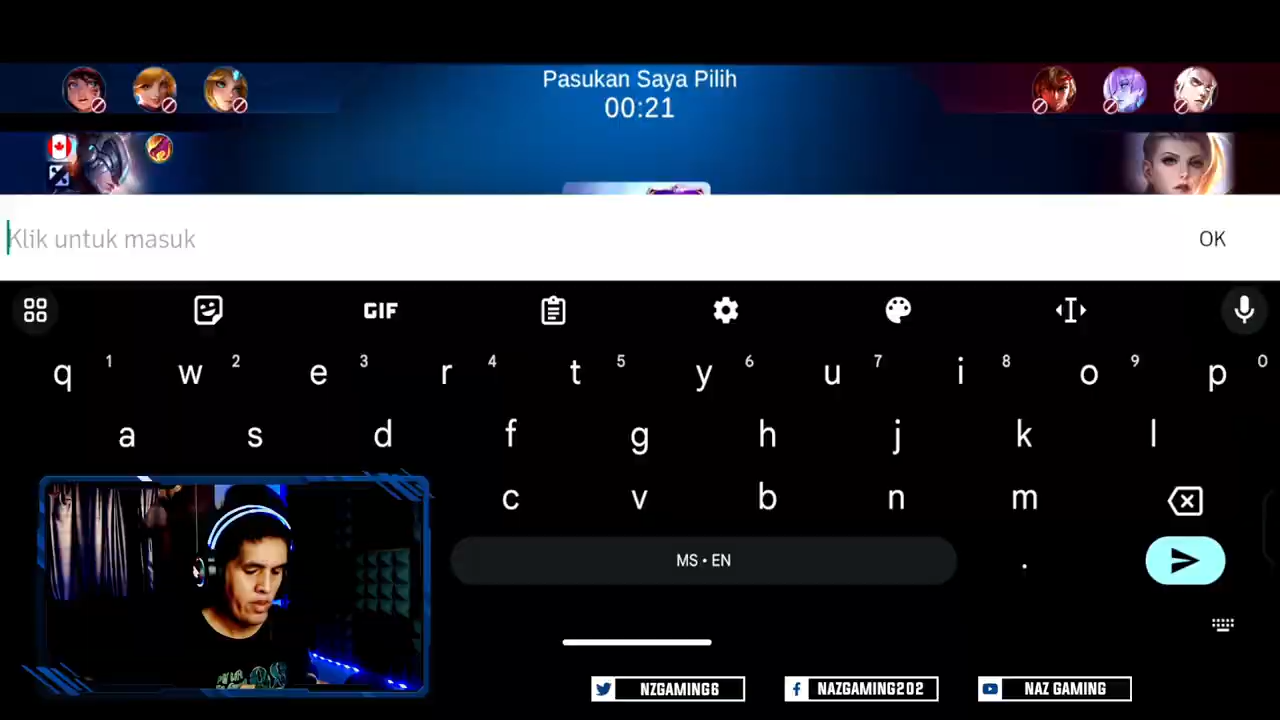 Pasukan Saya Pilih
00:21
Klik untuk masuk
OK
GIF
q 1 w 2 e 3 r 4 t 5 y 6 u 7 i 8 o 9 p 0
a s d f g h j k l
c v b n m
MS • EN
.
NZGAMING6 NAZGAMING202 NAZ GAMING